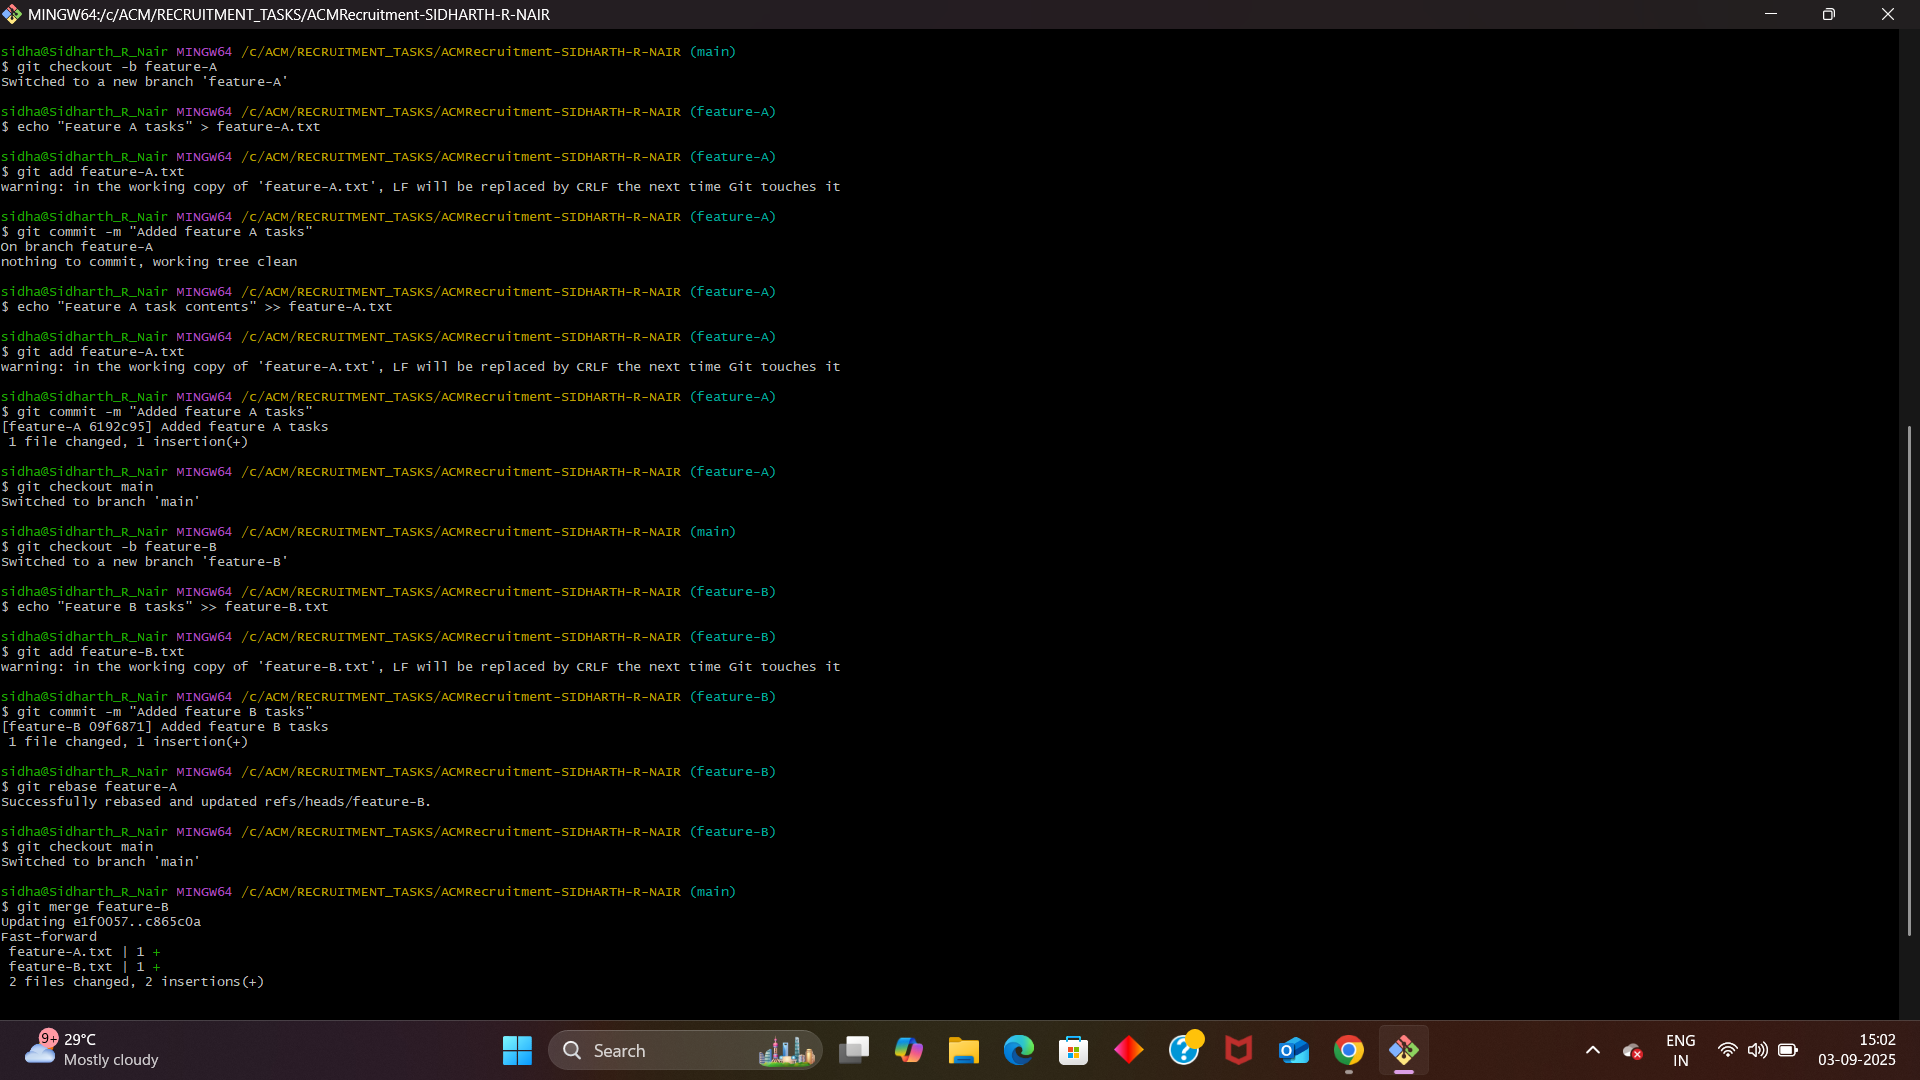 MINGW64:/c/ACM/RECRUITMENT_TASKS/ACMRecruitment-SIDHARTH-R-NAIR
sidha@Sidharth_R_Nair MINGW64 /c/ACM/RECRUITMENT_TASKS/ACMRecruitment-SIDHARTH-R-NAIR (main)
$ git checkout -b feature-A
Switched to a new branch 'feature-A'
sidha@Sidharth_R_Nair MINGW64 /c/ACM/RECRUITMENT_TASKS/ACMRecruitment-SIDHARTH-R-NAIR (feature-A)
$ echo "Feature A tasks" > feature-A.txt
sidha@Sidharth_R_Nair MINGW64 /c/ACM/RECRUITMENT_TASKS/ACMRecruitment-SIDHARTH-R-NAIR (feature-A)
$ git add feature-A.txt
warning: in the working copy of 'feature-A.txt', LF will be replaced by CRLF the next time Git touches it
sidha@Sidharth_R_Nair MINGW64 /c/ACM/RECRUITMENT_TASKS/ACMRecruitment-SIDHARTH-R-NAIR (feature-A)
$ git commit -m "Added feature A tasks"
On branch feature-A
nothing to commit, working tree clean
sidha@Sidharth_R_Nair MINGW64 /c/ACM/RECRUITMENT_TASKS/ACMRecruitment-SIDHARTH-R-NAIR (feature-A)
$ echo "Feature A task contents" >> feature-A.txt
sidha@Sidharth_R_Nair MINGW64 /c/ACM/RECRUITMENT_TASKS/ACMRecruitment-SIDHARTH-R-NAIR (feature-A)
$ git add feature-A.txt
warning: in the working copy of 'feature-A.txt', LF will be replaced by CRLF the next time Git touches it
sidha@Sidharth_R_Nair MINGW64 /c/ACM/RECRUITMENT_TASKS/ACMRecruitment-SIDHARTH-R-NAIR (feature-A)
$ git commit -m "Added feature A tasks"
[feature-A 6192c95] Added feature A tasks
1 file changed, 1 insertion(+)
sidha@Sidharth_R_Nair MINGW64 /c/ACM/RECRUITMENT_TASKS/ACMRecruitment-SIDHARTH-R-NAIR (feature-A)
$ git checkout main
Switched to branch 'main'
sidha@Sidharth_R_Nair MINGW64 /c/ACM/RECRUITMENT_TASKS/ACMRecruitment-SIDHARTH-R-NAIR (main)
$ git checkout -b feature-B
Switched to a new branch 'feature-B'
sidha@Sidharth_R_Nair MINGW64 /c/ACM/RECRUITMENT_TASKS/ACMRecruitment-SIDHARTH-R-NAIR (feature-B)
$ echo "Feature B tasks" >> feature-B.txt
sidha@Sidharth_R_Nair MINGW64 /c/ACM/RECRUITMENT_TASKS/ACMRecruitment-SIDHARTH-R-NAIR (feature-B)
$ git add feature-B.txt
warning: in the working copy of 'feature-B.txt', LF will be replaced by CRLF the next time Git touches it
sidha@Sidharth_R_Nair MINGW64 /c/ACM/RECRUITMENT_TASKS/ACMRecruitment-SIDHARTH-R-NAIR (feature-B)
$ git commit -m "Added feature B tasks"
[feature-B 09f6871] Added feature B tasks
1 file changed, 1 insertion(+)
sidha@Sidharth_R_Nair MINGW64 /c/ACM/RECRUITMENT_TASKS/ACMRecruitment-SIDHARTH-R-NAIR (feature-B)
$ git rebase feature-A
Successfully rebased and updated refs/heads/feature-B.
sidha@Sidharth_R_Nair MINGW64 /c/ACM/RECRUITMENT_TASKS/ACMRecruitment-SIDHARTH-R-NAIR (feature-B)
$ git checkout main
Switched to branch 'main'
sidha@Sidharth_R_Nair MINGW64 /c/ACM/RECRUITMENT_TASKS/ACMRecruitment-SIDHARTH-R-NAIR (main)
$ git merge feature-B
Updating e1f0057..c865c0a
Fast-forward
feature-A.txt | 1 +
feature-B.txt | 1 +
2 files changed, 2 insertions(+)
9+
29°C
Mostly cloudy
Search
ENG
IN
15:02
03-09-2025